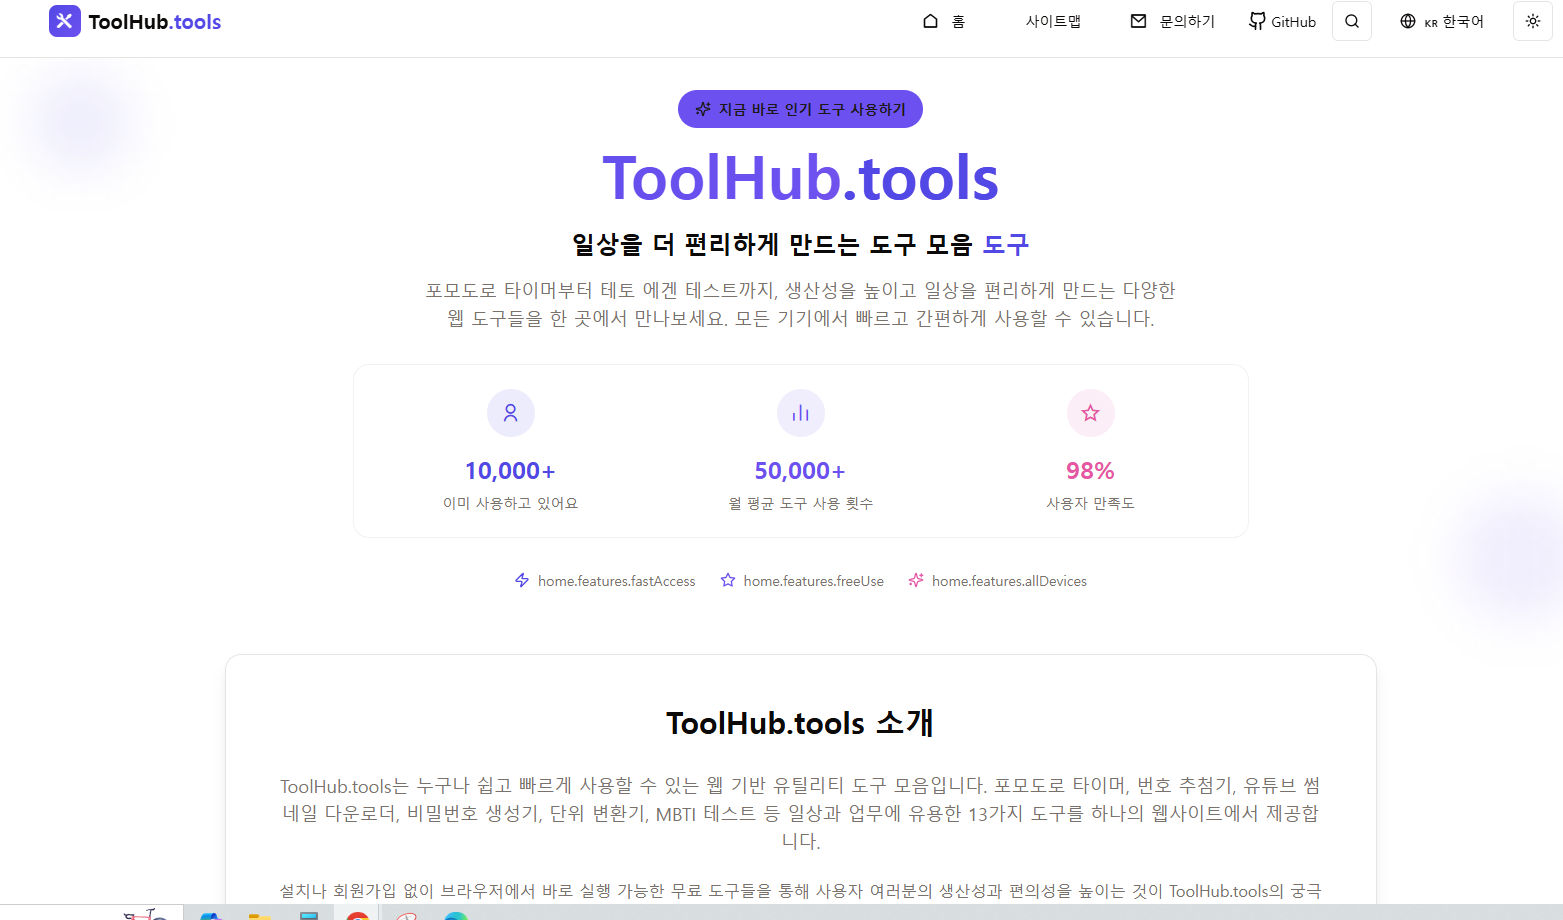 ToolHub.tools
홈
사이트맵
문의하기
GitHub
KR 한국어
지금 바로 인기 도구 사용하기
ToolHub.tools
일상을 더 편리하게 만드는 도구 모음 도구
포모도로 타이머부터 테토 에겐 테스트까지, 생산성을 높이고 일상을 편리하게 만드는 다양한
웹 도구들을 한 곳에서 만나보세요. 모든 기기에서 빠르고 간편하게 사용할 수 있습니다.
10,000+
이미 사용하고 있어요
50,000+
월 평균 도구 사용 횟수
98%
사용자 만족도
home.features.fastAccess
home.features.freeUse
home.features.allDevices
ToolHub.tools 소개
ToolHub.tools는 누구나 쉽고 빠르게 사용할 수 있는 웹 기반 유틸리티 도구 모음입니다. 포모도로 타이머, 번호 추첨기, 유튜브 썸
네일 다운로더, 비밀번호 생성기, 단위 변환기, MBTI 테스트 등 일상과 업무에 유용한 13가지 도구를 하나의 웹사이트에서 제공합
니다.
설치나 회원가입 없이 브라우저에서 바로 실행 가능한 무료 도구들을 통해 사용자 여러분의 생산성과 편의성을 높이는 것이 ToolHub.tools의 궁극